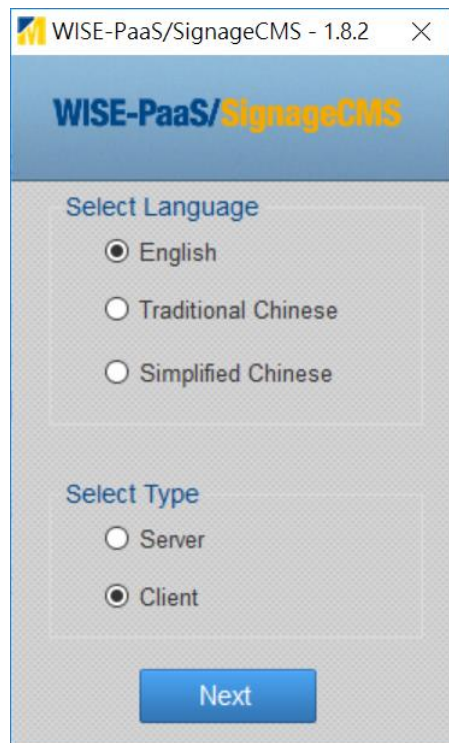 WISE-PaaS/SignageCMS - 1.8.2
WISE-PaaS/SignageCMS
Select Language
English
Traditional Chinese
Simplified Chinese
Select Type
Server
Client
Next